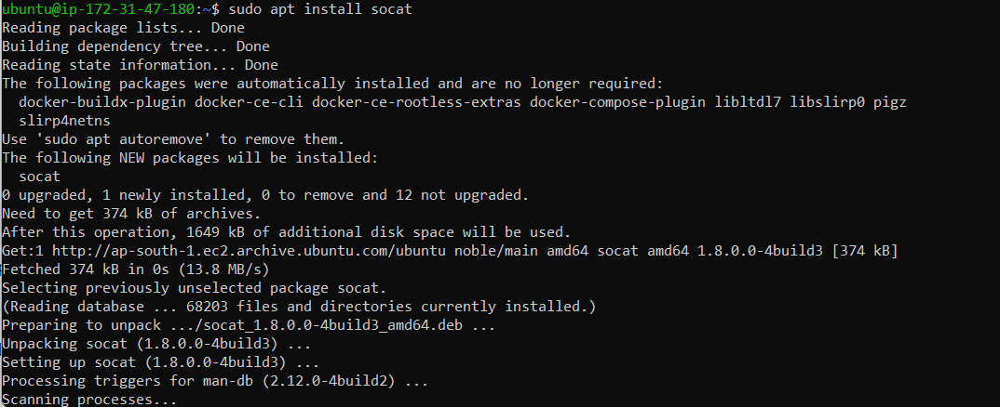 ubuntu@ip-172-31-47-180:~$ sudo apt install socat
Reading package lists... Done
Building dependency tree... Done
Reading state information... Done
The following packages were automatically installed and are no longer required:
  docker-buildx-plugin docker-ce-cli docker-ce-rootless-extras docker-compose-plugin libltdl7 libslirp0 pigz
  slirp4netns
Use 'sudo apt autoremove' to remove them.
The following NEW packages will be installed:
  socat
0 upgraded, 1 newly installed, 0 to remove and 12 not upgraded.
Need to get 374 kB of archives.
After this operation, 1649 kB of additional disk space will be used.
Get:1 http://ap-south-1.ec2.archive.ubuntu.com/ubuntu noble/main amd64 socat amd64 1.8.0.0-4build3 [374 kB]
Fetched 374 kB in 0s (13.8 MB/s)
Selecting previously unselected package socat.
(Reading database ... 68203 files and directories currently installed.)
Preparing to unpack .../socat_1.8.0.0-4build3_amd64.deb ...
Unpacking socat (1.8.0.0-4build3) ...
Setting up socat (1.8.0.0-4build3) ...
Processing triggers for man-db (2.12.0-4build2) ...
Scanning processes...